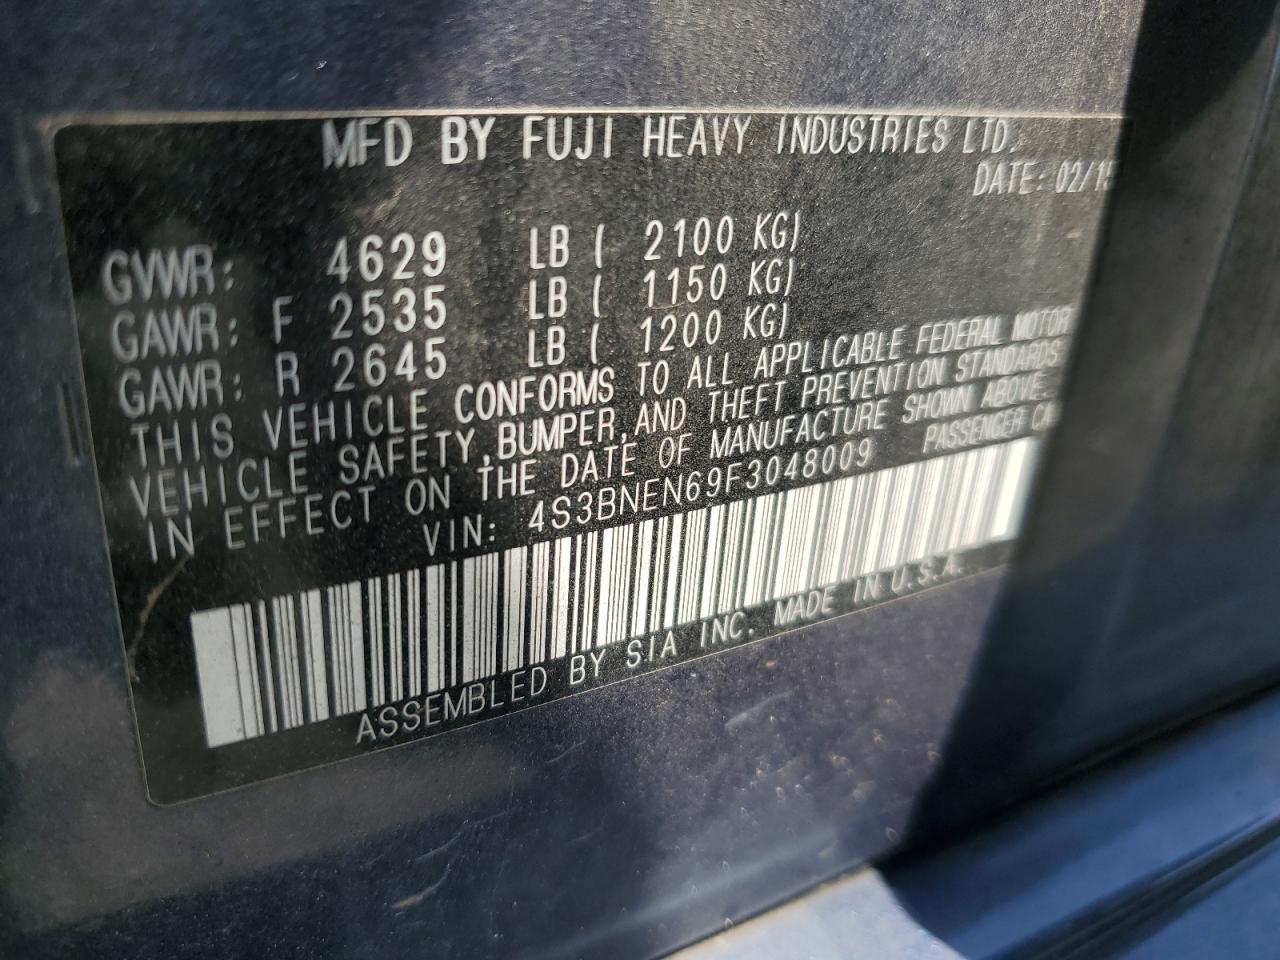 MFD BY FUJI HEAVY INDUSTRIES LTD.
DATE: 02/15
GVWR: 4629 LB ( 2100 KG)
GAWR: F 2535 LB ( 1150 KG)
GAWR: R 2645 LB ( 1200 KG)
THIS VEHICLE CONFORMS TO ALL APPLICABLE FEDERAL MOTOR
VEHICLE SAFETY, BUMPER, AND THEFT PREVENTION STANDARDS
IN EFFECT ON THE DATE OF MANUFACTURE SHOWN ABOVE.
VIN: 4S3BNEN69F3048009 PASSENGER
ASSEMBLED BY SIA INC. MADE IN U.S.A.